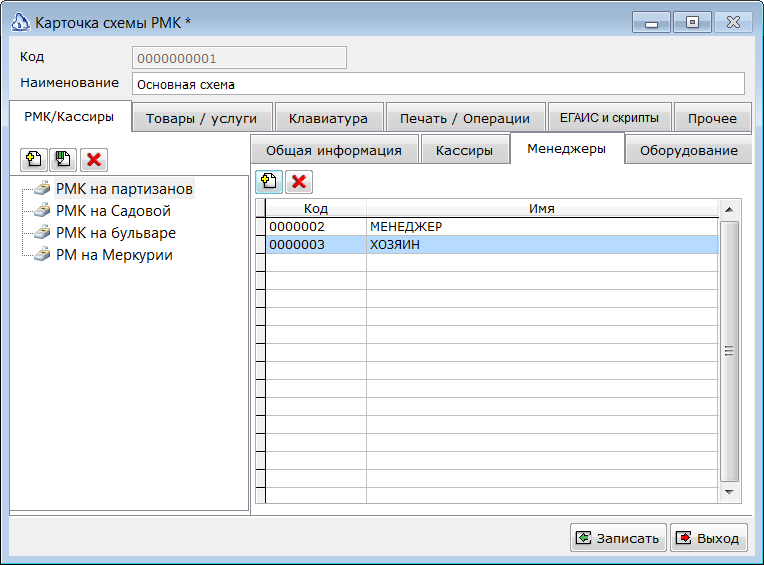 Карточка схемы РМК *
Код 0000000001
Наименование Основная схема
РМК/Кассиры Товары / услуги Клавиатура Печать / Операции ЕГАИС и скрипты Прочее
Общая информация Кассиры Менеджеры Оборудование
РМК на партизанов
РМК на Садовой
РМК на бульваре
РМ на Меркурии
Код Имя
0000002 МЕНЕДЖЕР
0000003 ХОЗЯИН
Записать Выход